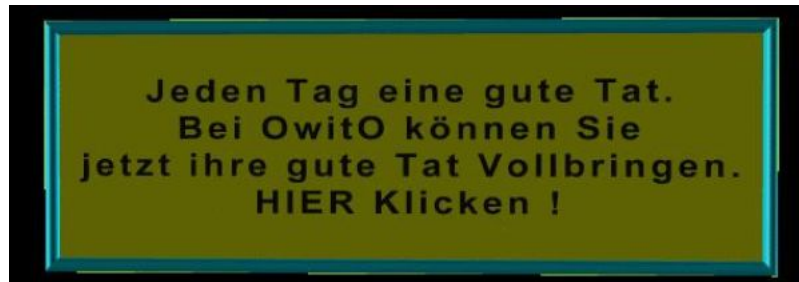 Jeden Tag eine gute Tat.
Bei OwitO können Sie
jetzt ihre gute Tat Vollbringen.
HIER Klicken !